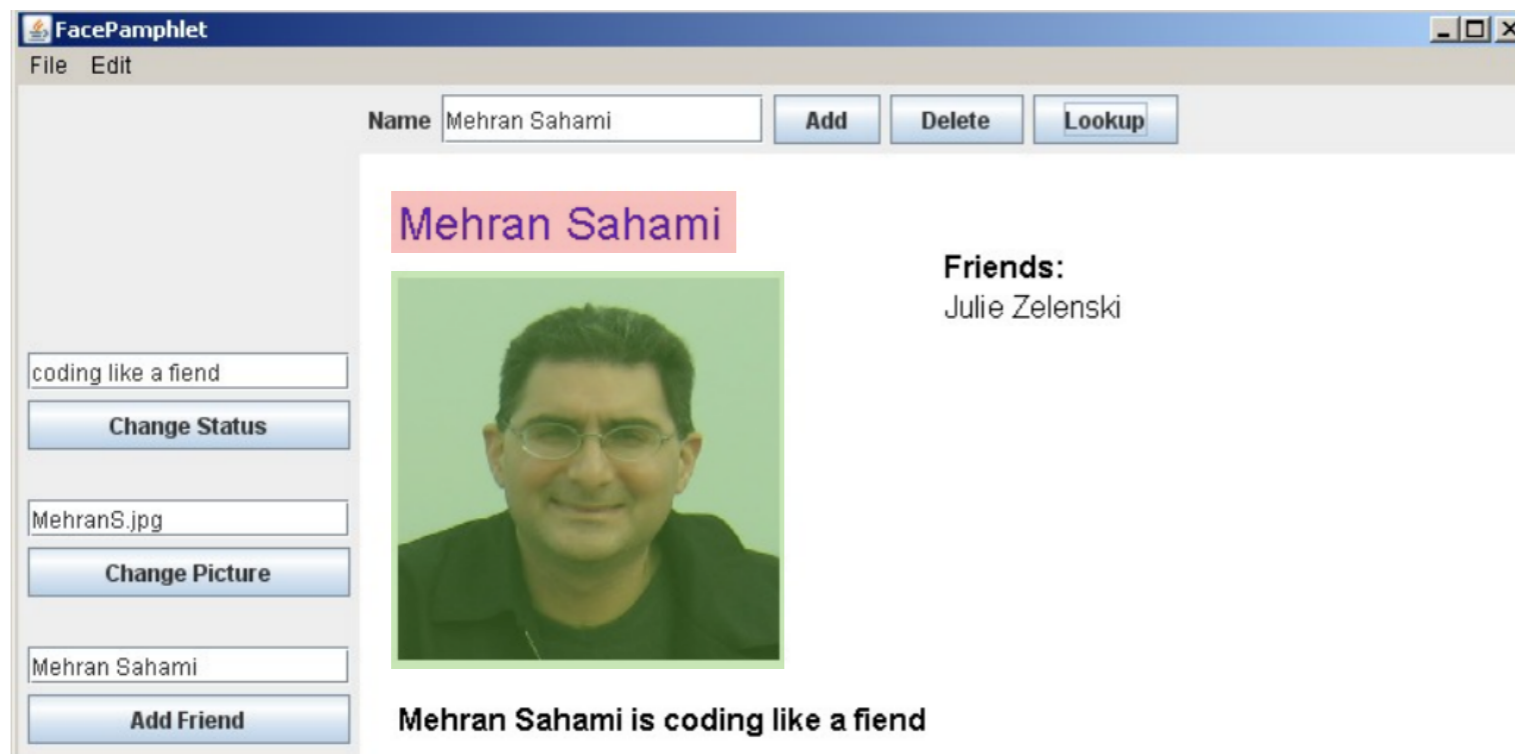 FacePamphlet
File Edit
Name Mehran Sahami Add Delete Lookup
Mehran Sahami
Friends:
Julie Zelenski
coding like a fiend
Change Status
MehranS.jpg
Change Picture
Mehran Sahami
Add Friend
Mehran Sahami is coding like a fiend